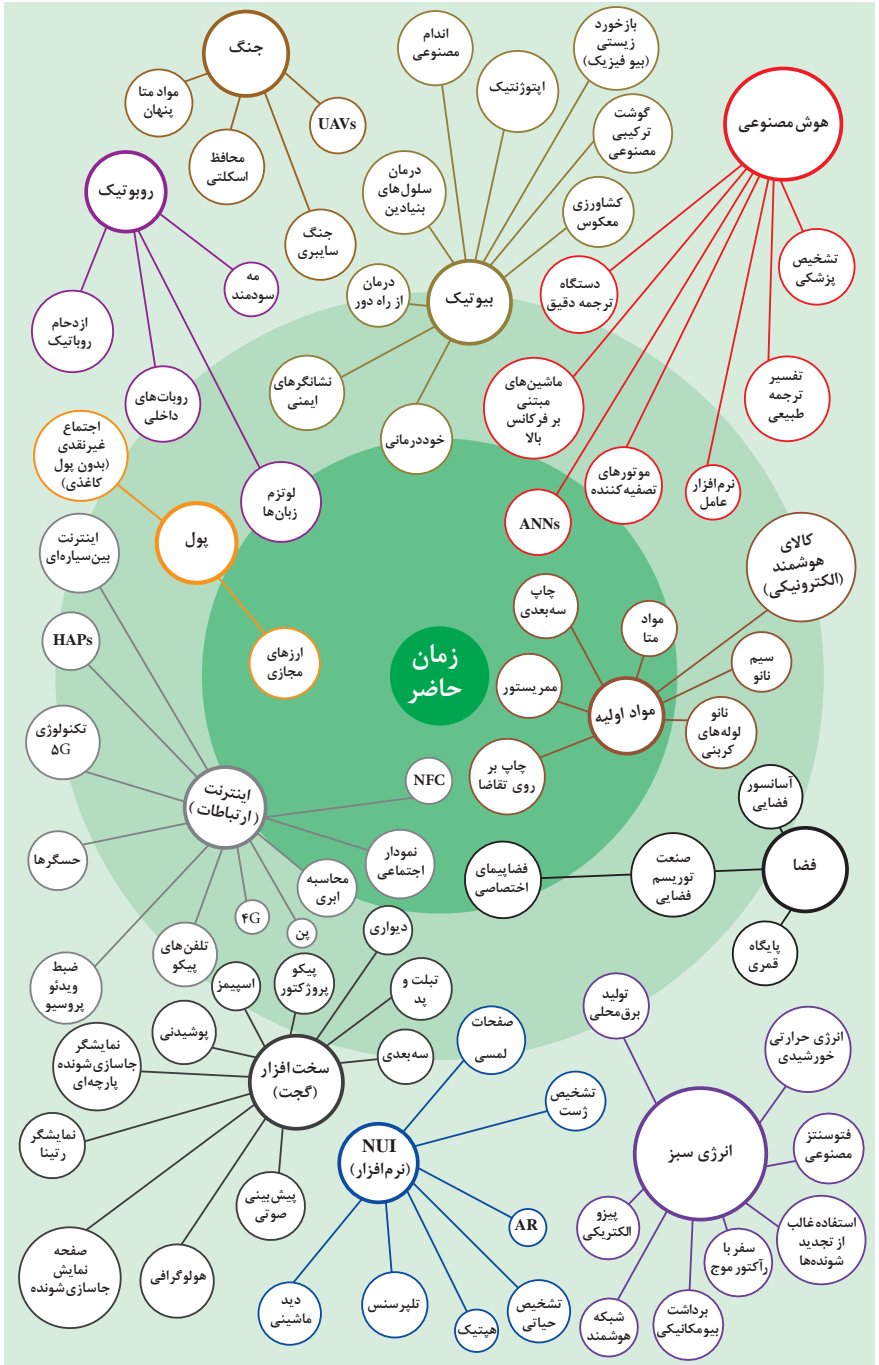 جنگ
مواد متا
پنهان
محافظ
اسکلتی
UAVs
جنگ
سایبری
روبوتیک
ازدحام
روباتیک
روبات‌های
داخلی
مه
سودمند
لوتزم
زبان‌ها
بیوتیک
اندام
مصنوعی
اپتوژنتیک
بازخورد
زیستی
(بیو فیزیک)
گوشت
ترکیبی
مصنوعی
کشاورزی
معکوس
درمان
سلول‌های
بنیادین
درمان
از راه دور
نشانگرهای
ایمنی
خوددرمانی
هوش مصنوعی
تشخیص
پزشکی
دستگاه
ترجمه دقیق
تفسیر
ترجمه
طبیعی
ماشین‌های
مبتنی
بر فرکانس
بالا
موتورهای
تصفیه‌کننده
نرم‌افزار
عامل
ANNs
پول
اجتماع
غیرنقدی
(بدون پول
کاغذی)
ارزهای
مجازی
زمان
حاضر
مواد اولیه
چاپ
سه‌بعدی
مواد
متا
کالای
هوشمند
(الکترونیکی)
سیم
نانو
نانو
لوله‌های
کربنی
ممریستور
چاپ بر
روی تقاضا
اینترنت
(ارتباطات)
اینترنت
بین‌سیاره‌ای
HAPs
تکنولوژی
۵G
حسگرها
ضبط
ویدئو
پروسیو
تلفن‌های
پیکو
۴G
پن
محاسبه
ابری
نمودار
اجتماعی
NFC
فضا
آسانسور
فضایی
صنعت
توریسم
فضایی
فضاپیمای
اختصاصی
پایگاه
قمری
سخت‌افزار
(گجت)
دیواری
پیکو
پروژکتور
اسپیمز
تبلت و
پد
پوشیدنی
سه‌بعدی
نمایشگر
جاسازی‌شونده
پارچه‌ای
نمایشگر
رتینا
صفحه
نمایش
جاسازی‌شونده
هولوگرافی
پیش‌بینی
صوتی
NUI
(نرم‌افزار)
صفحات
لمسی
تشخیص
ژست
AR
تشخیص
حیاتی
هپتیک
تلپرسنس
دید
ماشینی
انرژی سبز
تولید
برق‌محلی
انرژی حرارتی
خورشیدی
فتوسنتز
مصنوعی
استفاده غالب
از تجدید
شونده‌ها
سفر با
رآکتور موج
برداشت
بیومکانیکی
شبکه
هوشمند
پیزو
الکتریکی